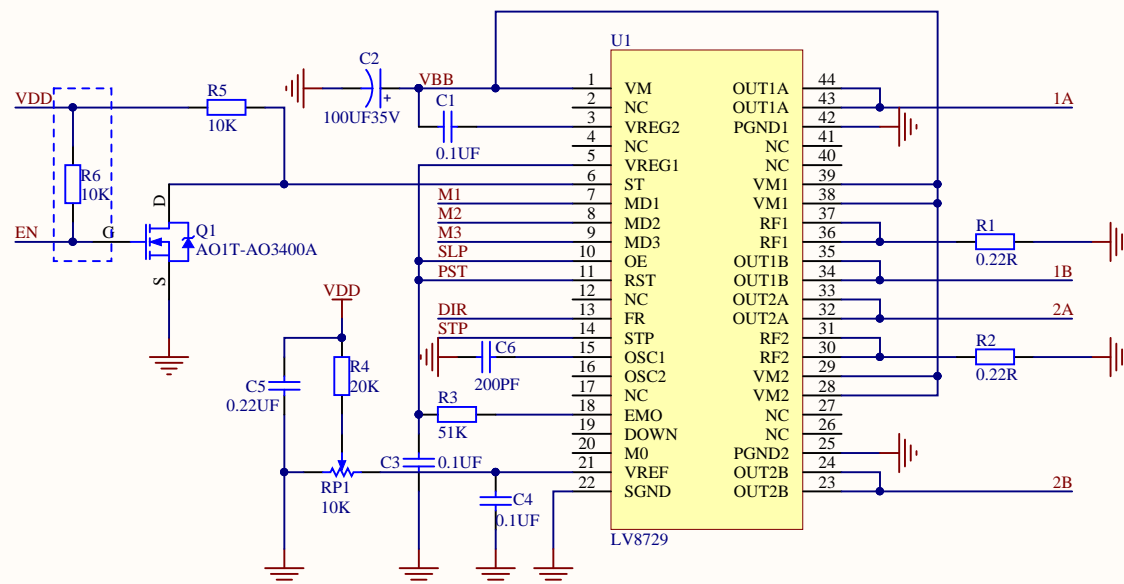 U1
C2
VBB
VDD
R5
10K
100UF35V
C1
0.1UF
R6
10K
EN
G
D
S
Q1
AO1T-AO3400A
M1
M2
M3
SLP
PST
DIR
STP
C6
200PF
VDD
R4
20K
C5
0.22UF
R3
51K
C3
0.1UF
RP1
10K
C4
0.1UF
1 VM
2 NC
3 VREG2
4 NC
5 VREG1
6 ST
7 MD1
8 MD2
9 MD3
10 OE
11 RST
12 NC
13 FR
14 STP
15 OSC1
16 OSC2
17 NC
18 EMO
19 DOWN
20 M0
21 VREF
22 SGND
OUT1A 44
OUT1A 43
PGND1 42
NC 41
NC 40
VM1 39
VM1 38
RF1 37
RF1 36
OUT1B 35
OUT1B 34
OUT2A 33
OUT2A 32
RF2 31
RF2 30
VM2 29
VM2 28
NC 27
NC 26
PGND2 25
OUT2B 24
OUT2B 23
LV8729
1A
R1
0.22R
1B
2A
R2
0.22R
2B